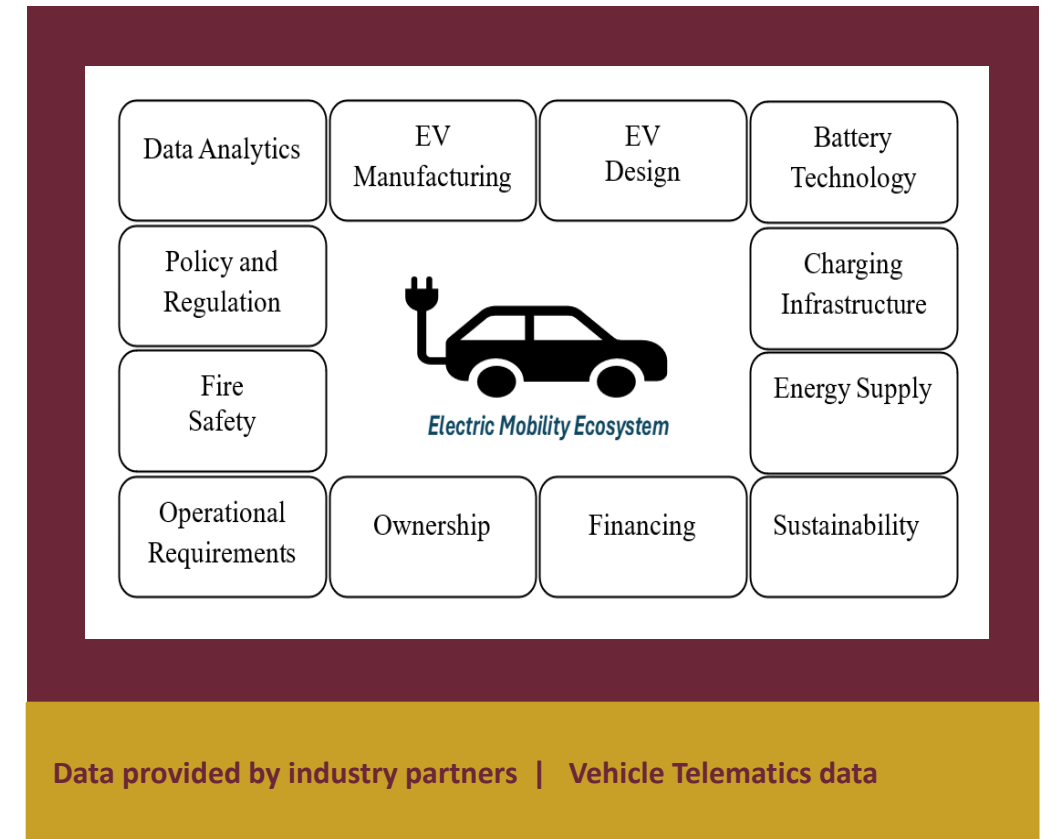 Data Analytics
EV
Manufacturing
EV
Design
Battery
Technology
Policy and
Regulation
Charging
Infrastructure
Fire
Safety
Energy Supply
Electric Mobility Ecosystem
Operational
Requirements
Ownership
Financing
Sustainability
Data provided by industry partners | Vehicle Telematics data